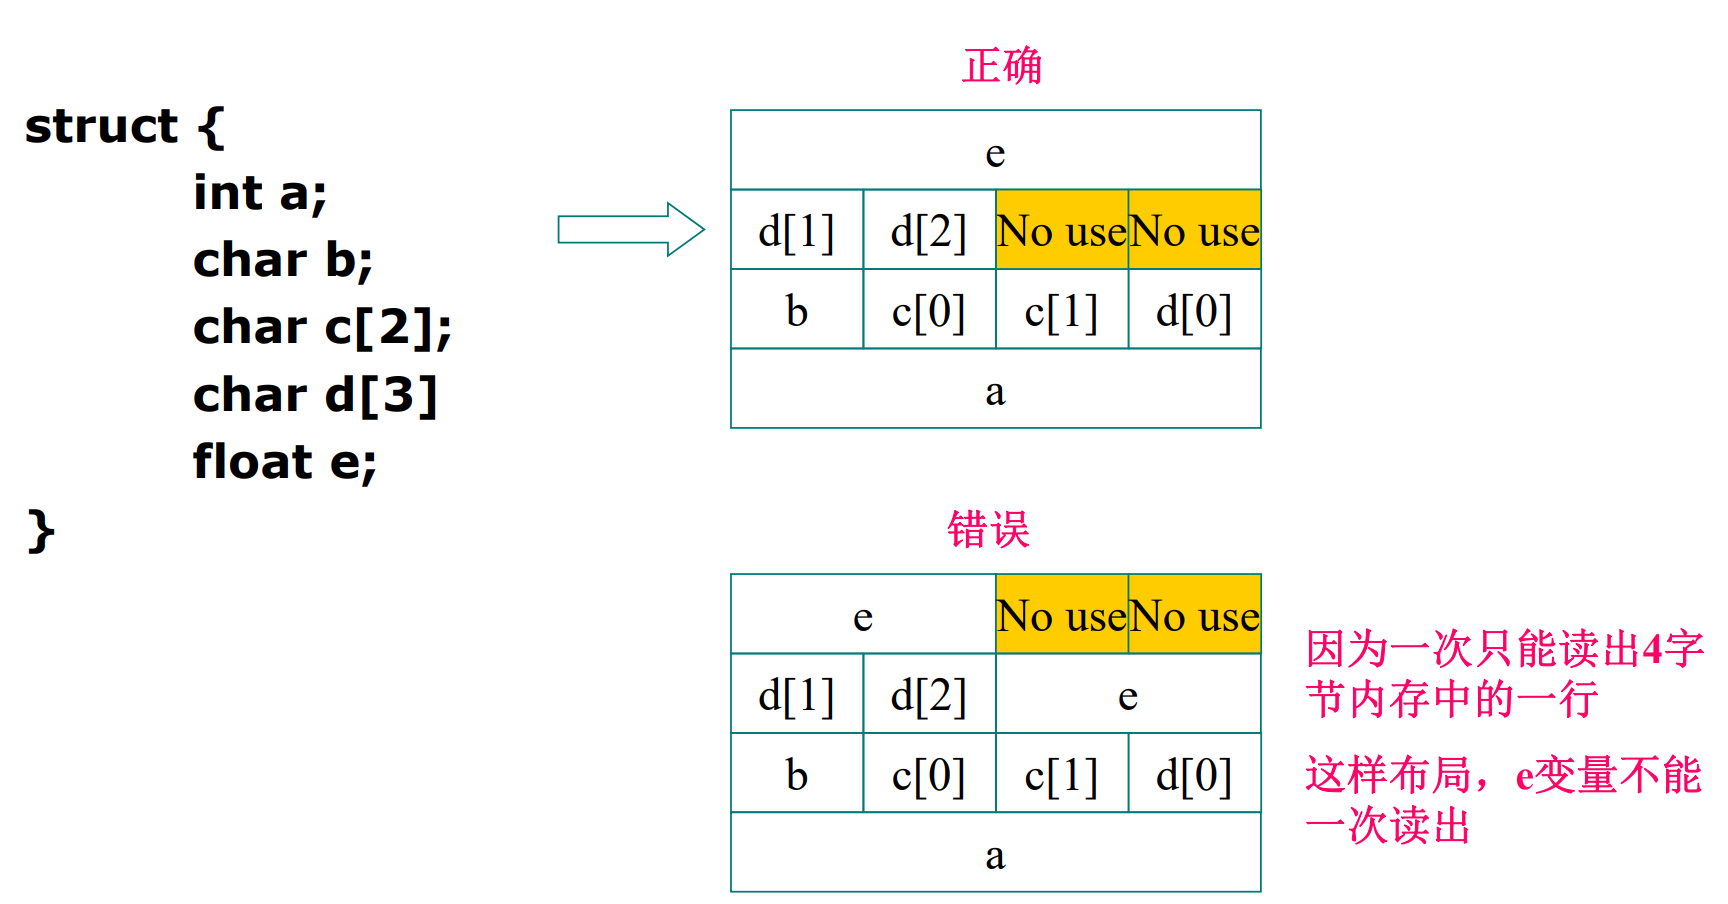 struct {
int a;
char b;
char c[2];
char d[3]
float e;
}
正确
e
d[1] d[2] No use No use
b c[0] c[1] d[0]
a
错误
e No use No use
d[1] d[2] e
b c[0] c[1] d[0]
a
因为一次只能读出4字
节内存中的一行
这样布局，e变量不能
一次读出